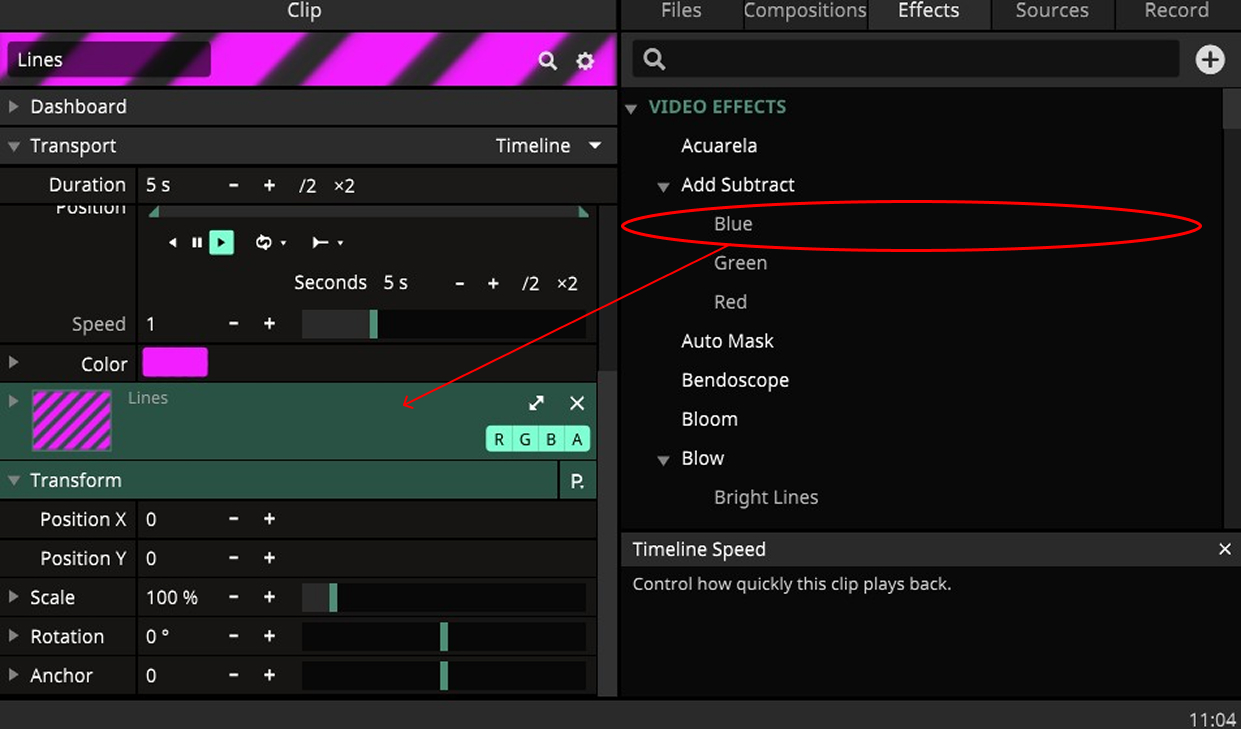 Clip
Lines
Dashboard
Transport Timeline
Duration 5 s - + /2 ×2
Position
Seconds 5 s - + /2 ×2
Speed 1 - +
Color
Lines
R G B A
Transform P.
Position X 0 - +
Position Y 0 - +
Scale 100 % - +
Rotation 0 ° - +
Anchor 0 - +
Files Compositions Effects Sources Record
VIDEO EFFECTS
Acuarela
Add Subtract
Blue
Green
Red
Auto Mask
Bendoscope
Bloom
Blow
Bright Lines
Timeline Speed
Control how quickly this clip plays back.
11:04